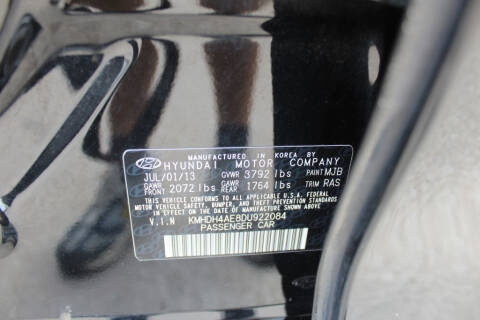 MANUFACTURED IN KOREA BY
HYUNDAI MOTOR COMPANY
JUL/01/13 GVWR 3792 lbs PAINT MJB
GAWR FRONT 2072 lbs GAWR REAR 1764 lbs TRIM RAS
THIS VEHICLE CONFORMS TO ALL APPLICABLE
U.S. FEDERAL MOTOR VEHICLE SAFETY, BUMPER,
AND THEFT PREVENTION STANDARDS IN EFFECT ON
THE DATE OF MANUFACTURE SHOWN ABOVE.
V.I.N KMHDH4AE8DU922084
PASSENGER CAR